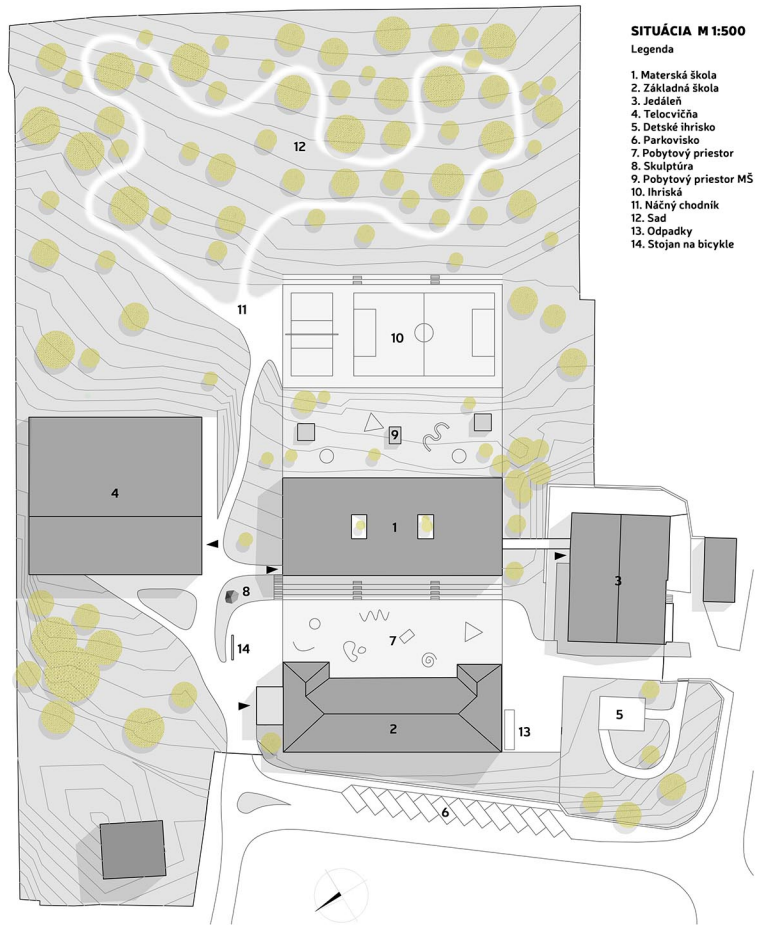 SITUÁCIA M 1:500
Legenda
1. Materská škola
2. Základná škola
3. Jedáleň
4. Telocvičňa
5. Detské ihrisko
6. Parkovisko
7. Pobytový priestor
8. Skulptúra
9. Pobytový priestor MŠ
10. Ihriská
11. Náčný chodník
12. Sad
13. Odpadky
14. Stojan na bicykle
12
11
10
9
4
1
3
8
14
7
5
2
13
6